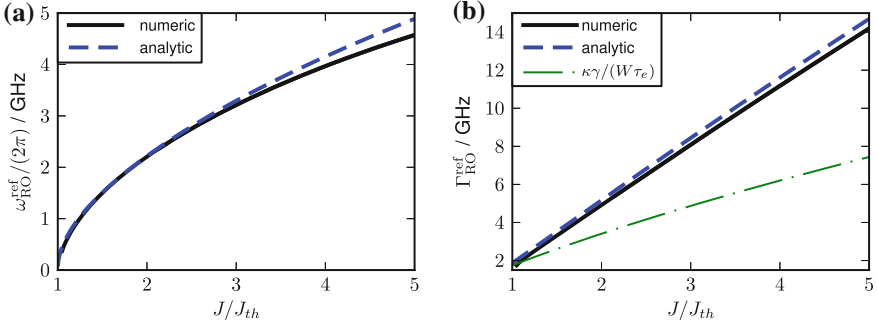 (a)
numeric
analytic
ω_RO^ref/(2π) / GHz
5
4
3
2
1
0
1 2 3 4 5
J/J_th
(b)
numeric
analytic
κγ/(Wτ_e)
Γ_RO^ref / GHz
14
12
10
8
6
4
2
1 2 3 4 5
J/J_th